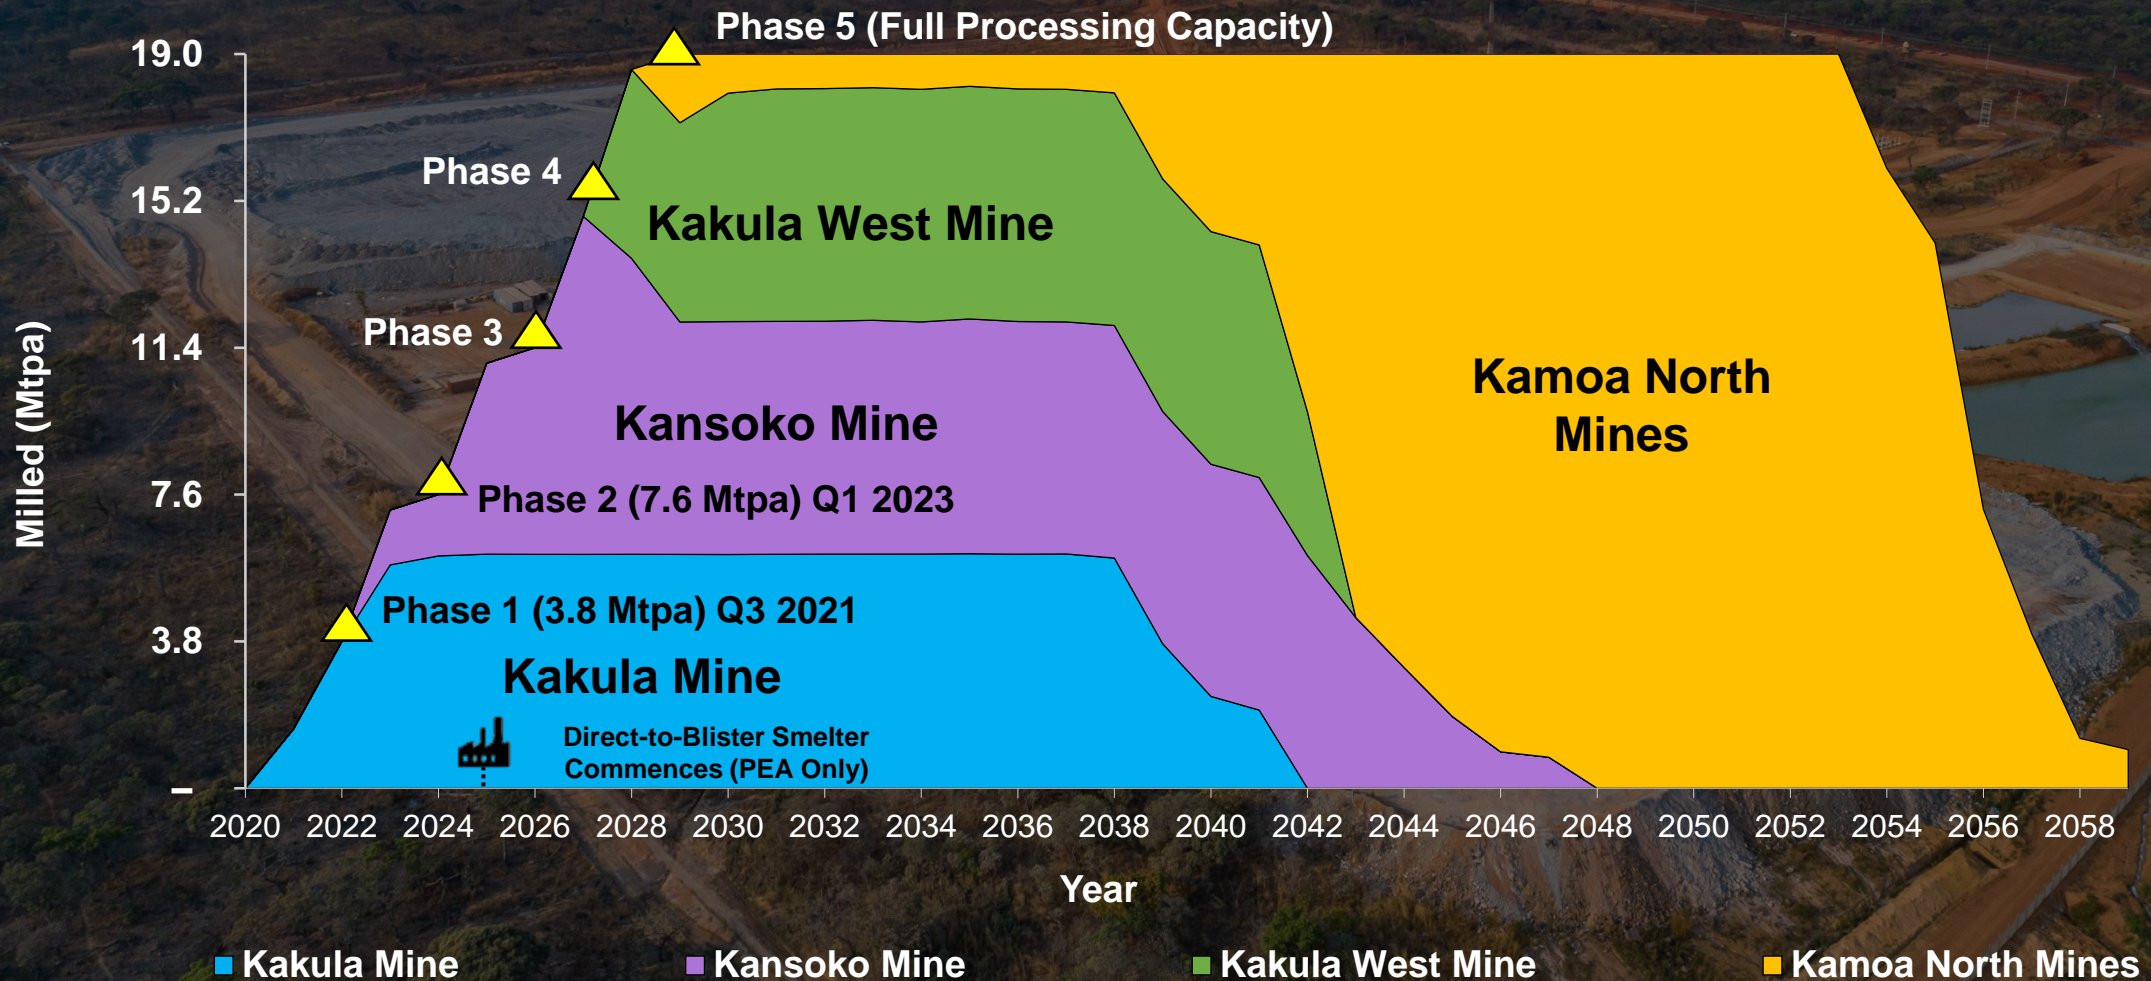 Phase 5 (Full Processing Capacity)
19.0
Phase 4
15.2
Kakula West Mine
Phase 3
11.4
Kamoa North
Mines
Kansoko Mine
7.6
Phase 2 (7.6 Mtpa) Q1 2023
Phase 1 (3.8 Mtpa) Q3 2021
3.8
Kakula Mine
Direct-to-Blister Smelter
Commences (PEA Only)
–
Milled (Mtpa)
2020 2022 2024 2026 2028 2030 2032 2034 2036 2038 2040 2042 2044 2046 2048 2050 2052 2054 2056 2058
Year
Kakula Mine Kansoko Mine Kakula West Mine Kamoa North Mines